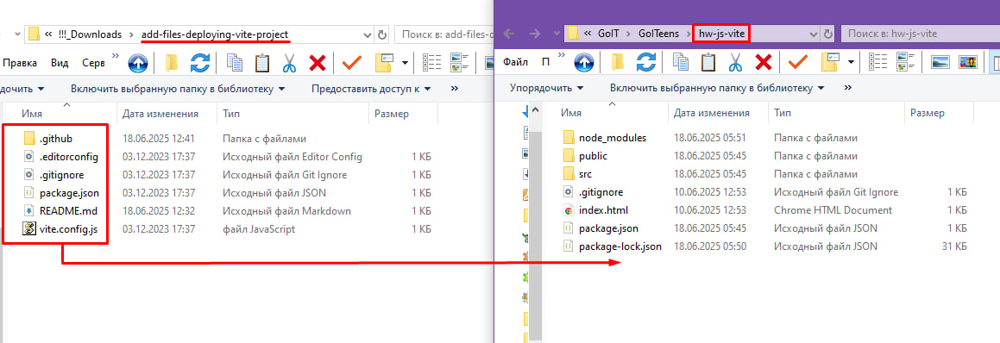 « !!!_Downloads › add-files-deploying-vite-project
Поиск в: add-files-d
Правка Вид Серв »
дочить Включить выбранную папку в библиотеку Предоставить доступ к »
Имя Дата изменения Тип Размер
.github 18.06.2025 12:41 Папка с файлами
.editorconfig 03.12.2023 17:37 Исходный файл Editor Config 1 КБ
.gitignore 03.12.2023 17:37 Исходный файл Git Ignore 1 КБ
package.json 03.12.2023 17:37 Исходный файл JSON 1 КБ
README.md 18.06.2025 12:32 Исходный файл Markdown 1 КБ
vite.config.js 03.12.2023 17:37 файл JavaScript 1 КБ
« GoIT › GoITeens › hw-js-vite
Поиск в: hw-js-vite
Файл П »
Упорядочить Включить выбранную папку в библиотеку »
Имя Дата изменения Тип Размер
node_modules 18.06.2025 05:51 Папка с файлами
public 18.06.2025 05:45 Папка с файлами
src 18.06.2025 05:45 Папка с файлами
.gitignore 10.06.2025 12:53 Исходный файл Git Ignore 1 КБ
index.html 10.06.2025 12:53 Chrome HTML Document 1 КБ
package.json 18.06.2025 05:45 Исходный файл JSON 1 КБ
package-lock.json 18.06.2025 05:50 Исходный файл JSON 31 КБ